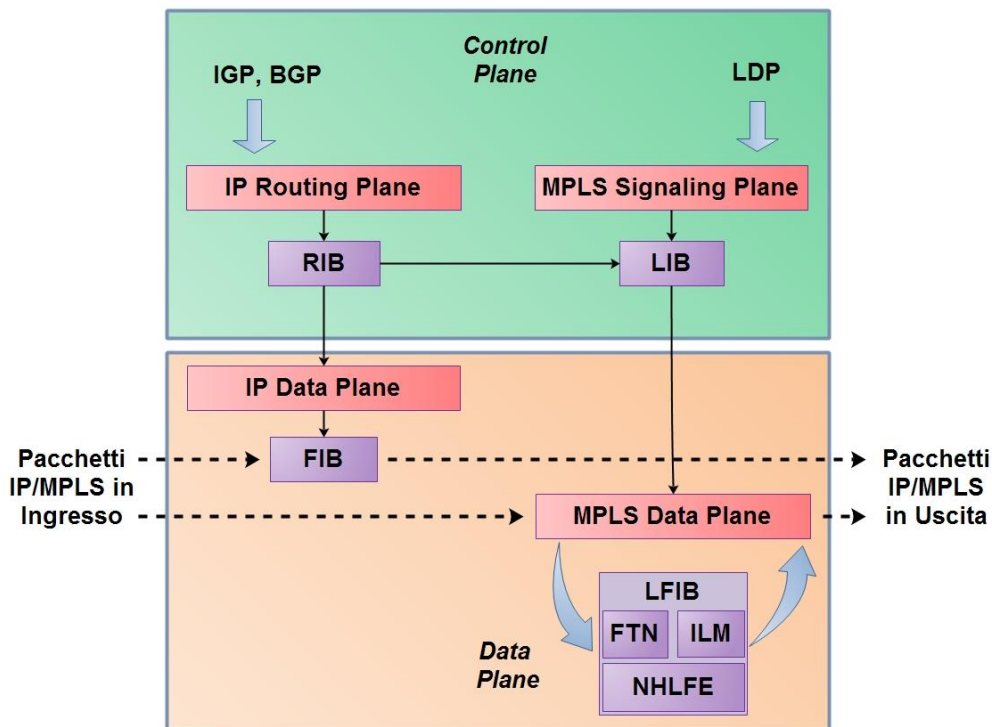 Control
Plane
IGP, BGP
LDP
IP Routing Plane
MPLS Signaling Plane
RIB
LIB
IP Data Plane
FIB
Pacchetti
IP/MPLS in
Ingresso
Pacchetti
IP/MPLS
in Uscita
MPLS Data Plane
LFIB
FTN
ILM
NHLFE
Data
Plane